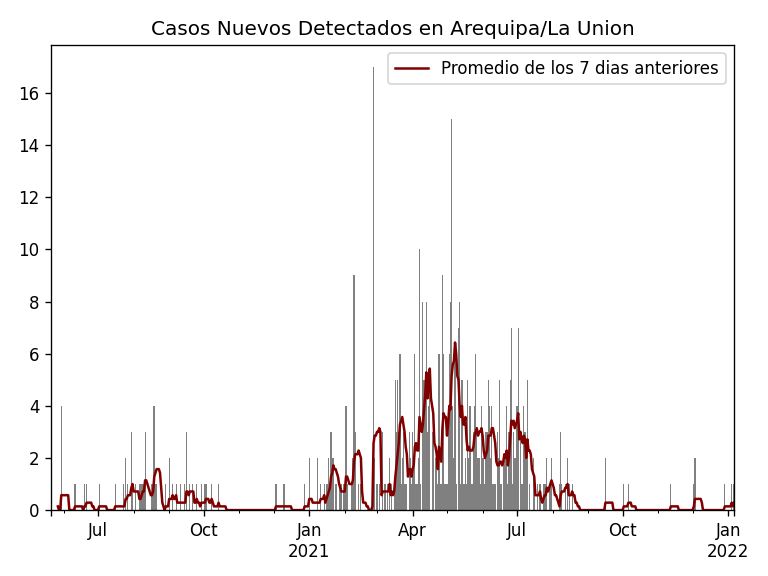 Casos Nuevos Detectados en Arequipa/La Union
Promedio de los 7 dias anteriores
16
14
12
10
8
6
4
2
0
Jul
Oct
Jan
2021
Apr
Jul
Oct
Jan
2022